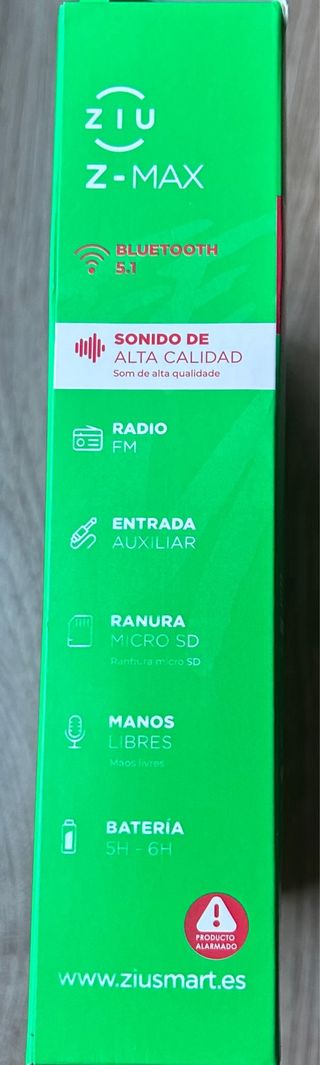 ZIU
Z-MAX
BLUETOOTH
5.1
SONIDO DE
ALTA CALIDAD
Som de alta qualidade
RADIO
FM
ENTRADA
AUXILIAR
RANURA
MICRO SD
Ranhura micro SD
MANOS
LIBRES
Mãos livres
BATERÍA
5H - 6H
PRODUCTO
ALARMADO
www.ziusmart.es